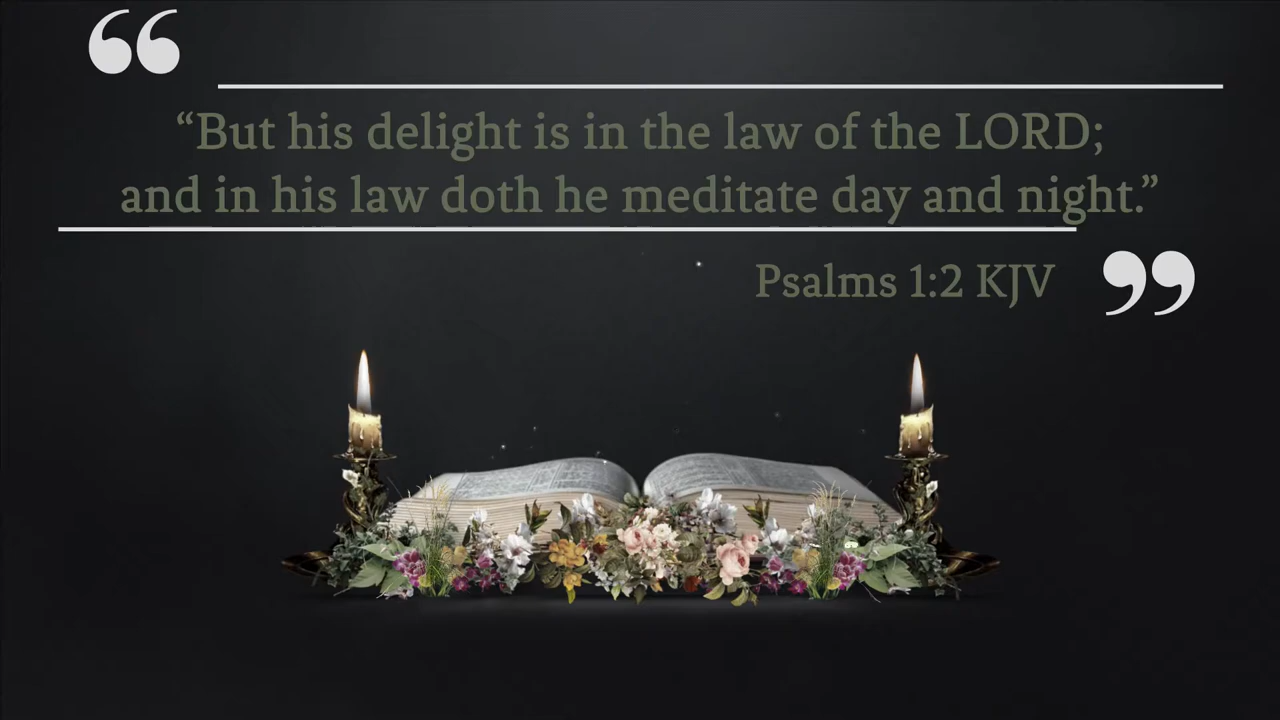 “But his delight is in the law of the LORD;
and in his law doth he meditate day and night.”
Psalms 1:2 KJV